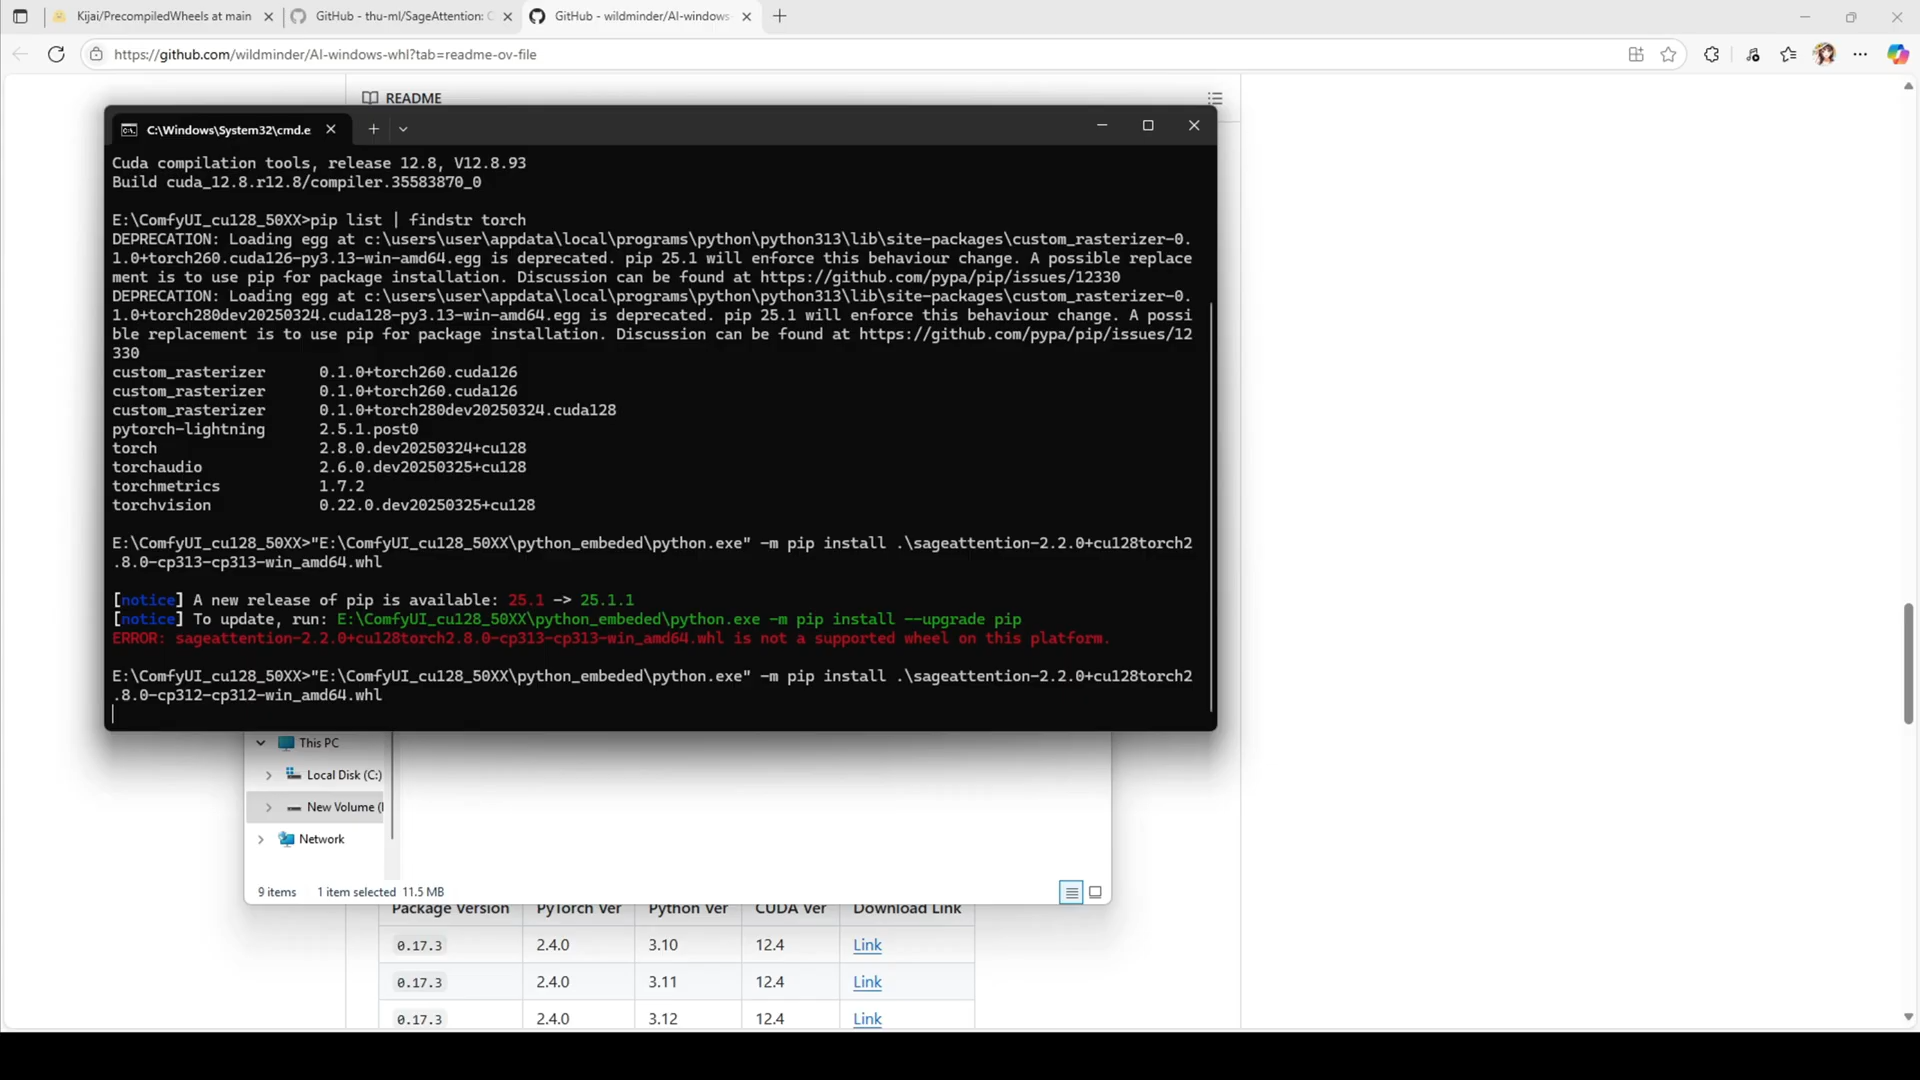 Kijai/PrecompiledWheels at main
GitHub - thu-ml/SageAttention: C
GitHub - wildminder/AI-windows-
https://github.com/wildminder/AI-windows-whl?tab=readme-ov-file
README
C:\Windows\System32\cmd.e
Cuda compilation tools, release 12.8, V12.8.93
Build cuda_12.8.r12.8/compiler.35583870_0
E:\ComfyUI_cu128_50XX>pip list | findstr torch
DEPRECATION: Loading egg at c:\users\user\appdata\local\programs\python\python313\lib\site-packages\custom_rasterizer-0.
1.0+torch260.cuda126-py3.13-win-amd64.egg is deprecated. pip 25.1 will enforce this behaviour change. A possible replace
ment is to use pip for package installation. Discussion can be found at https://github.com/pypa/pip/issues/12330
DEPRECATION: Loading egg at c:\users\user\appdata\local\programs\python\python313\lib\site-packages\custom_rasterizer-0.
1.0+torch280dev20250324.cuda128-py3.13-win-amd64.egg is deprecated. pip 25.1 will enforce this behaviour change. A possi
ble replacement is to use pip for package installation. Discussion can be found at https://github.com/pypa/pip/issues/12
330
custom_rasterizer 0.1.0+torch260.cuda126
custom_rasterizer 0.1.0+torch260.cuda126
custom_rasterizer 0.1.0+torch280dev20250324.cuda128
pytorch-lightning 2.5.1.post0
torch 2.8.0.dev20250324+cu128
torchaudio 2.6.0.dev20250325+cu128
torchmetrics 1.7.2
torchvision 0.22.0.dev20250325+cu128
E:\ComfyUI_cu128_50XX>"E:\ComfyUI_cu128_50XX\python_embeded\python.exe" -m pip install .\sageattention-2.2.0+cu128torch2
.8.0-cp313-cp313-win_amd64.whl
[notice] A new release of pip is available: 25.1 -> 25.1.1
[notice] To update, run: E:\ComfyUI_cu128_50XX\python_embeded\python.exe -m pip install --upgrade pip
ERROR: sageattention-2.2.0+cu128torch2.8.0-cp313-cp313-win_amd64.whl is not a supported wheel on this platform.
E:\ComfyUI_cu128_50XX>"E:\ComfyUI_cu128_50XX\python_embeded\python.exe" -m pip install .\sageattention-2.2.0+cu128torch2
.8.0-cp312-cp312-win_amd64.whl
This PC
Local Disk (C:)
New Volume (
Network
9 items 1 item selected 11.5 MB
Package Version PyTorch Ver Python Ver CUDA Ver Download Link
0.17.3 2.4.0 3.10 12.4 Link
0.17.3 2.4.0 3.11 12.4 Link
0.17.3 2.4.0 3.12 12.4 Link